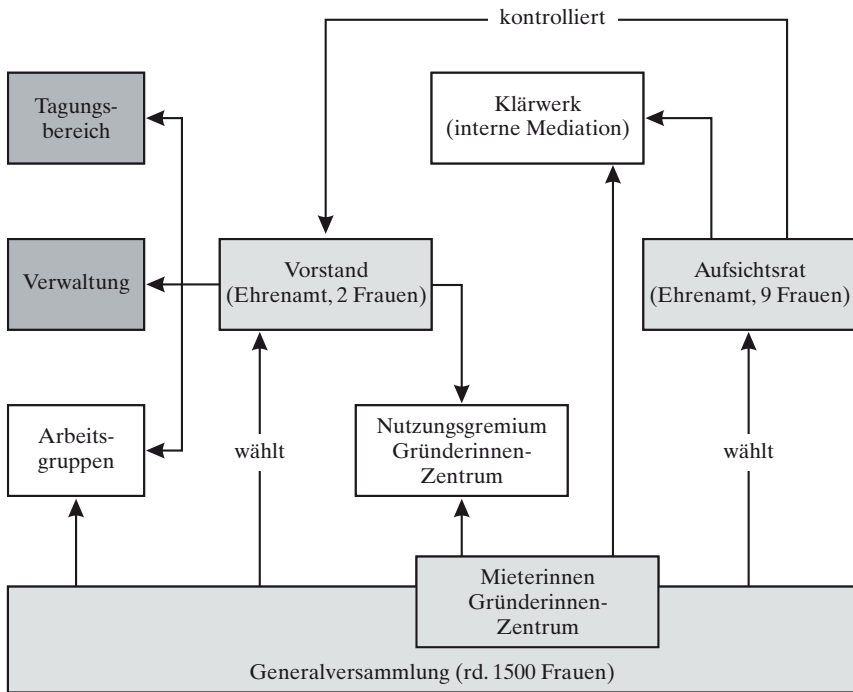 kontrolliert
Tagungs-
bereich
Klärwerk
(interne Mediation)
Verwaltung
Vorstand
(Ehrenamt, 2 Frauen)
Aufsichtsrat
(Ehrenamt, 9 Frauen)
Arbeits-
gruppen
wählt
Nutzungsgremium
Gründerinnen-
Zentrum
wählt
Mieterinnen
Gründerinnen-
Zentrum
Generalversammlung (rd. 1500 Frauen)